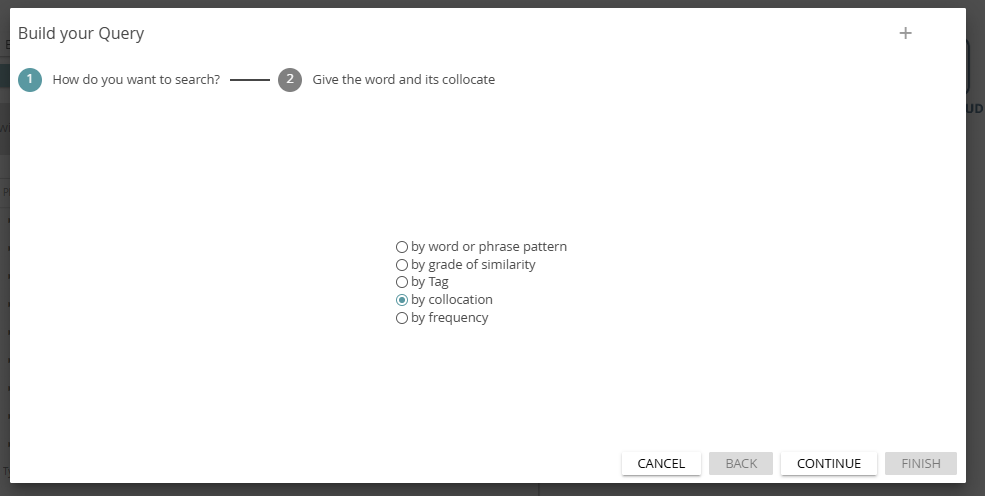 Build your Query +
1 How do you want to search? 2 Give the word and its collocate
by word or phrase pattern
by grade of similarity
by Tag
by collocation
by frequency
CANCEL BACK CONTINUE FINISH
UD